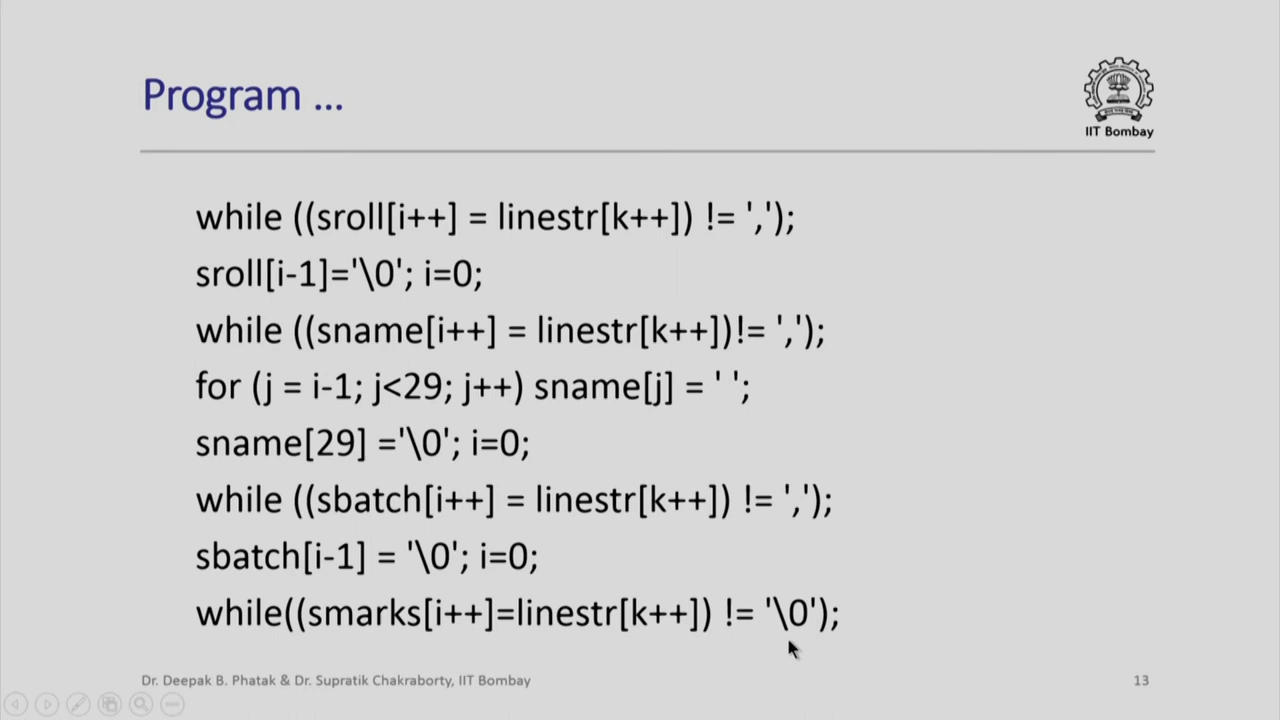 Program ...
IIT Bombay
while ((sroll[i++] = linestr[k++]) != ',');
sroll[i-1]='\0'; i=0;
while ((sname[i++] = linestr[k++])!= ',');
for (j = i-1; j<29; j++) sname[j] = ' ';
sname[29] ='\0'; i=0;
while ((sbatch[i++] = linestr[k++]) != ',');
sbatch[i-1] = '\0'; i=0;
while((smarks[i++]=linestr[k++]) != '\0');
Dr. Deepak B. Phatak & Dr. Supratik Chakraborty, IIT Bombay
13